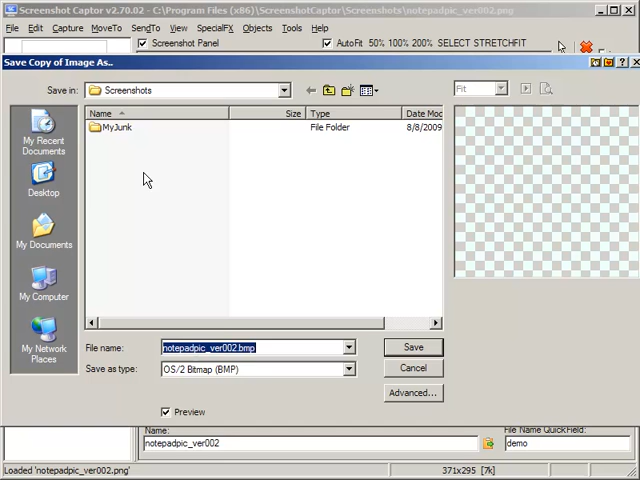 Screenshot Captor v2.70.02 - C:\Program Files (x86)\ScreenshotCaptor\Screenshots\notepadpic_ver002.png
File Edit Capture MoveTo SendTo View SpecialFX Objects Tools Help
Screenshot Panel AutoFit 50% 100% 200% SELECT STRETCHFIT
Save Copy of Image As..
Save in: Screenshots Fit
Name Size Type Date Mod
MyJunk File Folder 8/8/2009
My Recent
Documents
Desktop
My Documents
My Computer
My Network
Places
File name: notepadpic_ver002.bmp Save
Save as type: OS/2 Bitmap (BMP) Cancel
Advanced...
Preview
Name: File Name QuickField:
notepadpic_ver002 demo
Loaded 'notepadpic_ver002.png' 371x295 [7k]